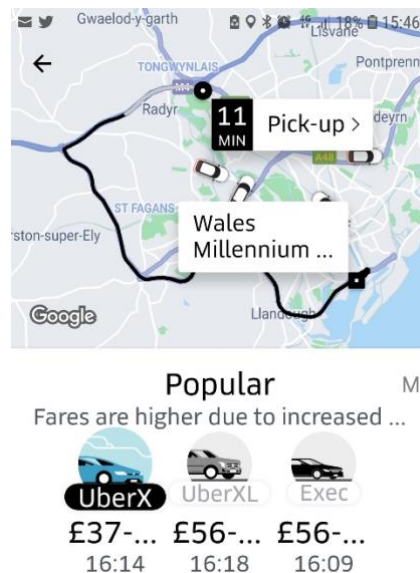 18% 15:46
Gwaelod-y-garth
Lisvane
TONGWYNLAIS
Pontprenn
M4
Radyr
11
MIN
Pick-up >
deyrn
A48
ST FAGANS
Wales
Millennium ...
rston-super-Ely
Llandough
Google
Popular
M
Fares are higher due to increased ...
UberX UberXL Exec
£37-... £56-... £56-...
16:14 16:18 16:09